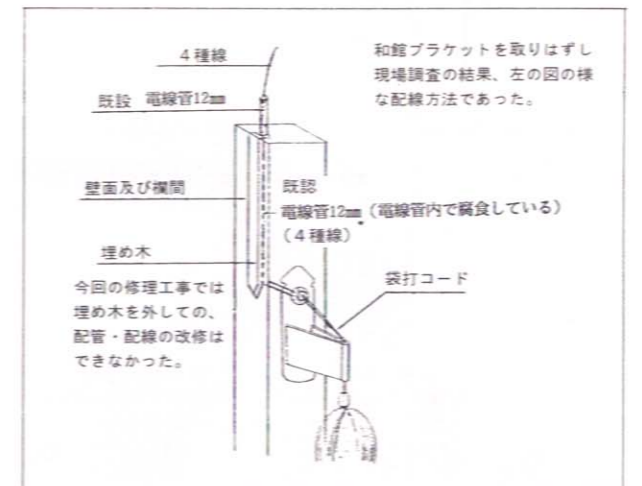 4種線
和館ブラケットを取りはずし
現場調査の結果、左の図の様
な配線方法であった。
既設 電線管12㎜
壁面及び欄間
既認
電線管12㎜（電線管内で腐食している）
（4種線）
埋め木
袋打コード
今回の修理工事では
埋め木を外しての、
配管・配線の改修は
できなかった。